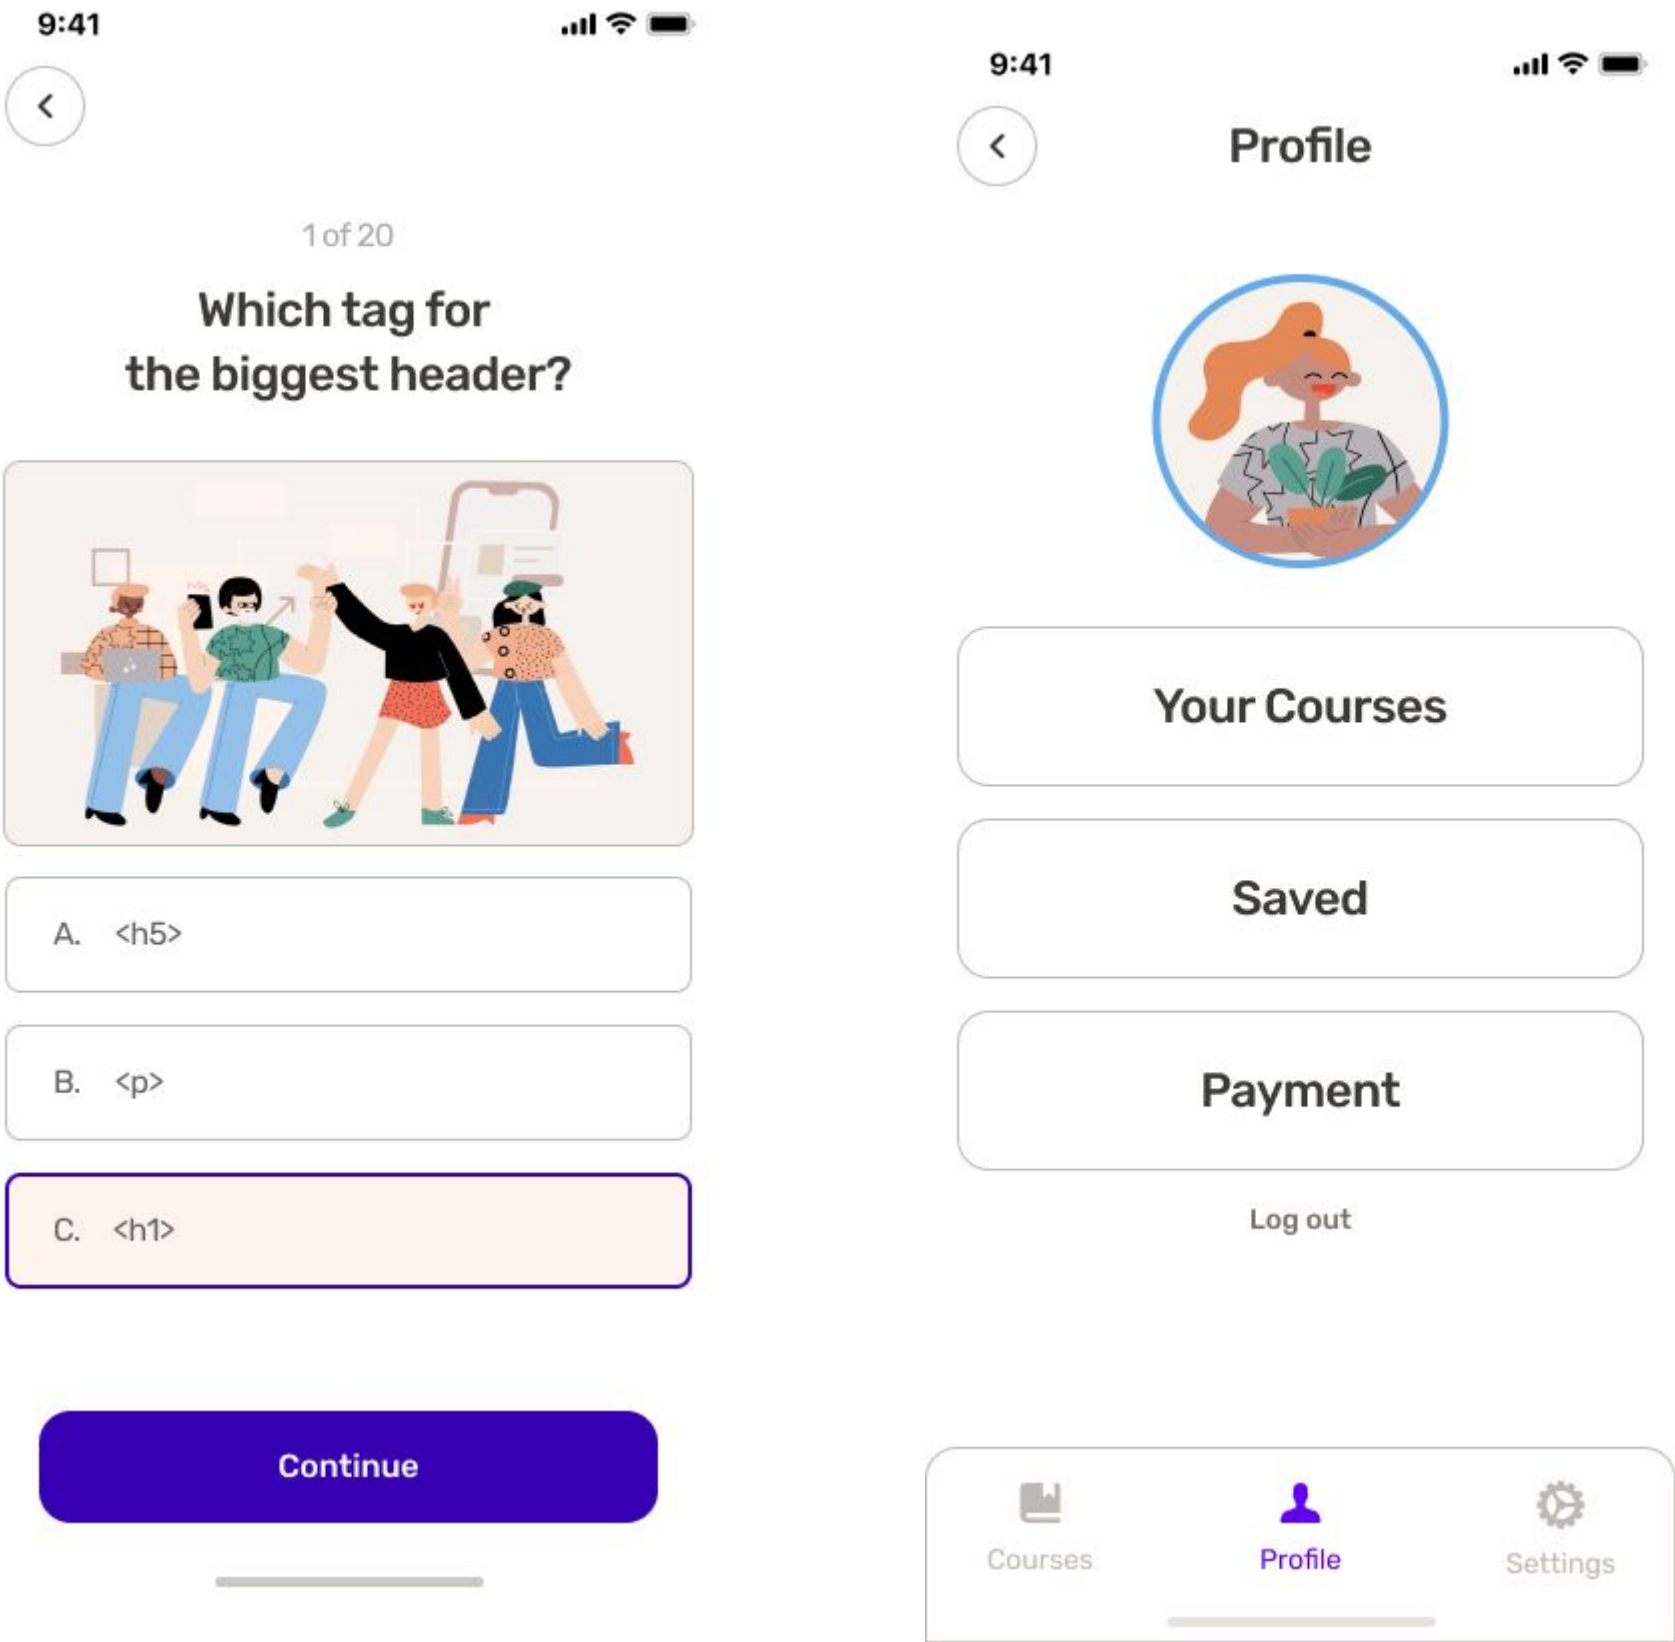 9:41
1 of 20
Which tag for
the biggest header?
A. <h5>
B. <p>
C. <h1>
Continue
9:41
Profile
Your Courses
Saved
Payment
Log out
Courses
Profile
Settings